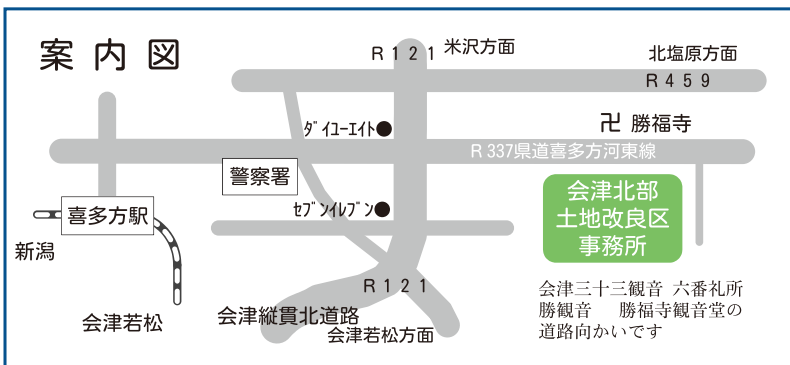 案内図
R121
米沢方面
北塩原方面
R459
ﾀﾞｲﾕｰｴｲﾄ
卍 勝福寺
R337県道喜多方河東線
警察署
会津北部
土地改良区
事務所
喜多方駅
ｾﾌﾞﾝｲﾚﾌﾞﾝ
新潟
会津若松
R121
会津縦貫北道路
会津若松方面
会津三十三観音 六番礼所
勝観音　勝福寺観音堂の
道路向かいです